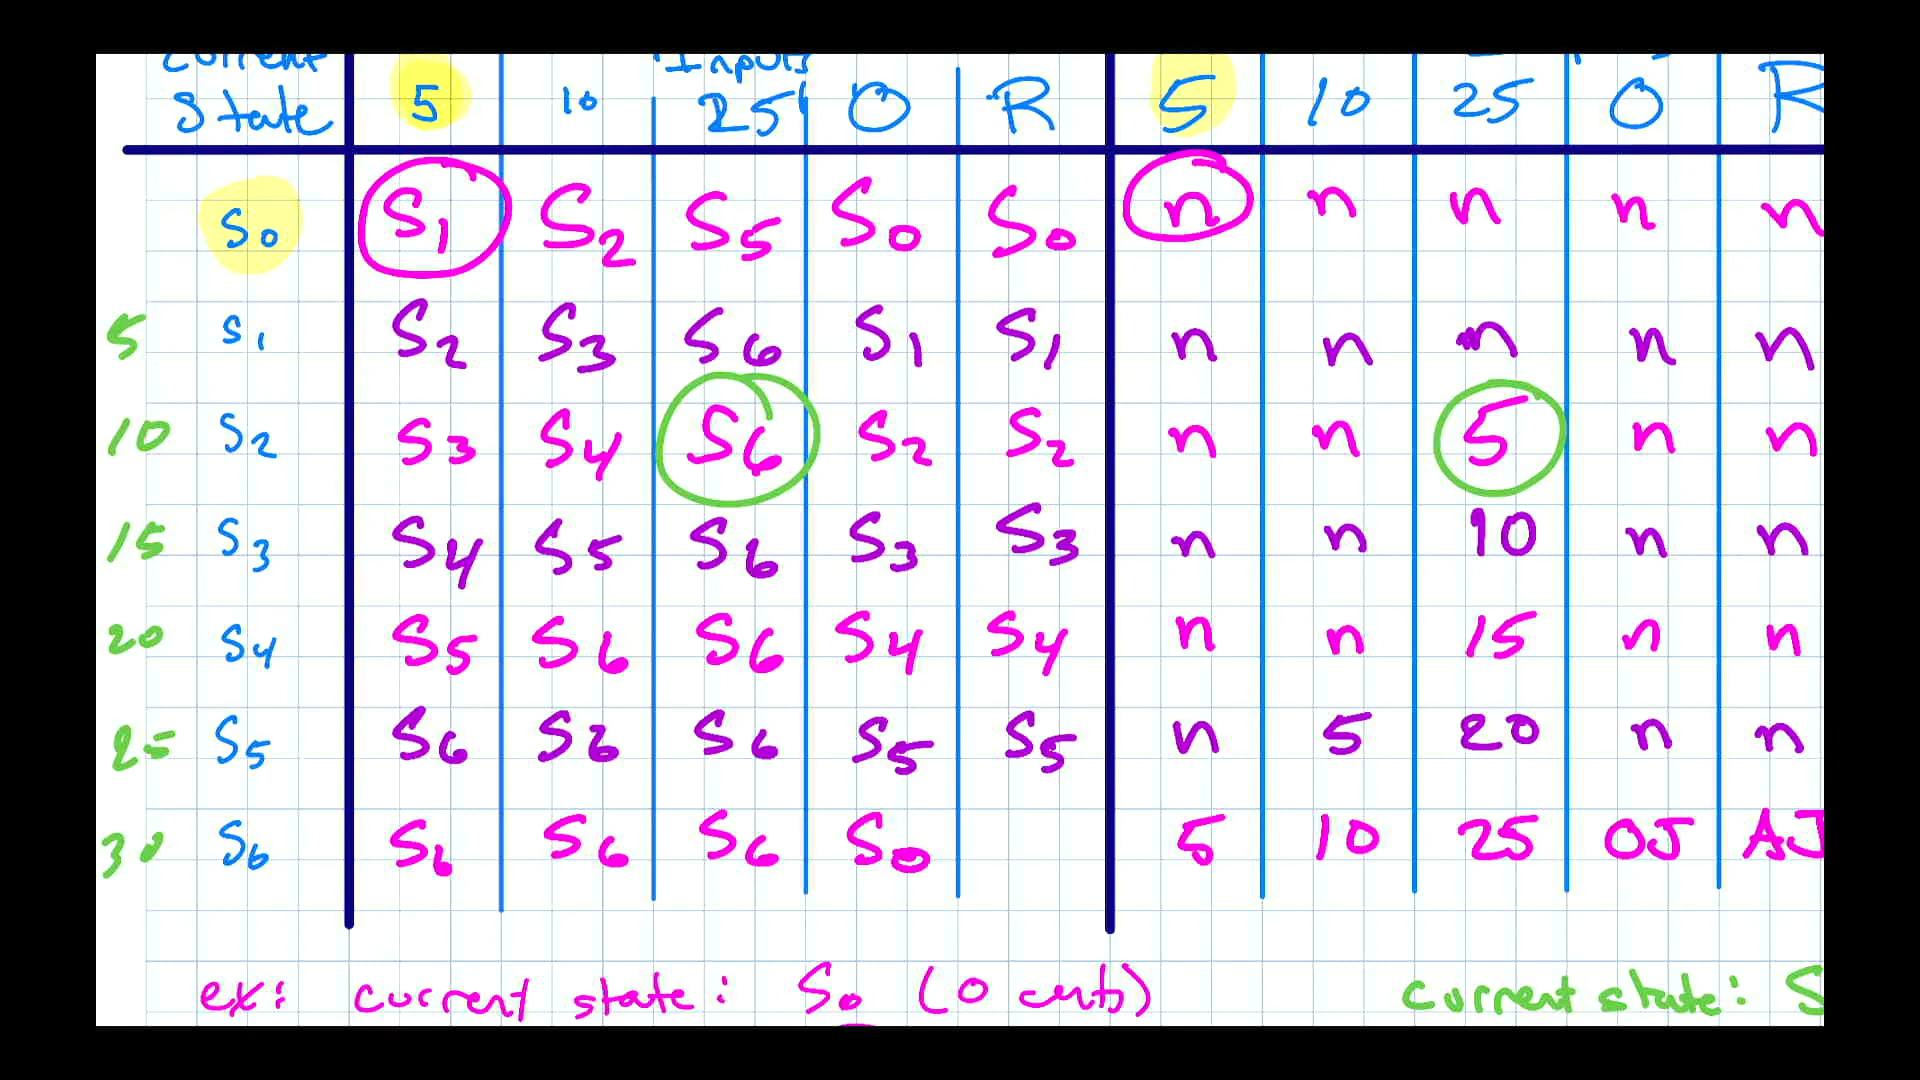 Current Inputs
State 5 10 25 O R 5 10 25 O R
S0 S1 S2 S5 S0 S0 n n n n n
5 S1 S2 S3 S6 S1 S1 n n n n n
10 S2 S3 S4 S6 S2 S2 n n 5 n n
15 S3 S4 S5 S6 S3 S3 n n 10 n n
20 S4 S5 S6 S6 S4 S4 n n 15 n n
25 S5 S6 S6 S6 S5 S5 n 5 20 n n
30 S6 S6 S6 S6 S0 5 10 25 OJ AJ
ex: current state: S0 (0 cents) current state: S